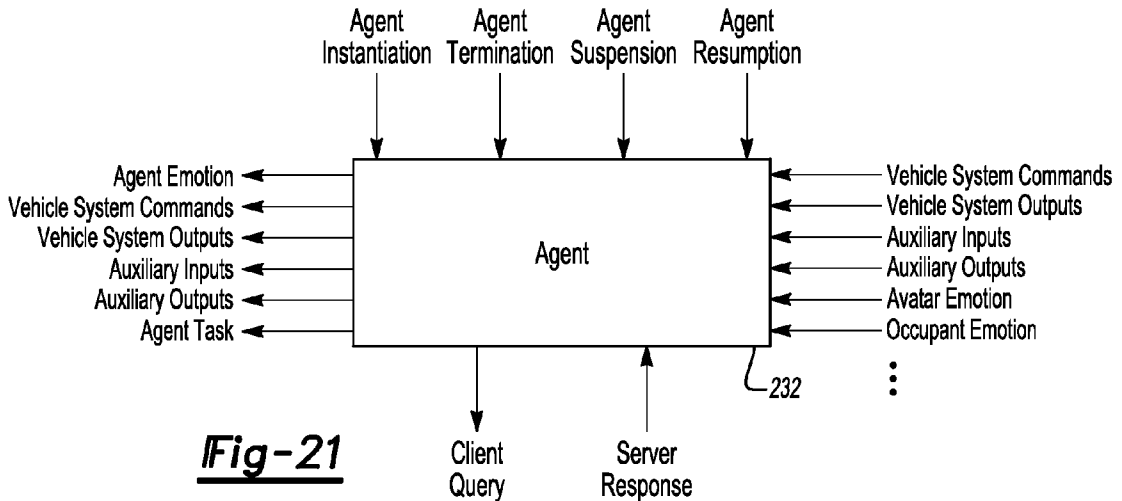 Agent
Instantiation
Agent
Termination
Agent
Suspension
Agent
Resumption
Agent Emotion
Vehicle System Commands
Vehicle System Outputs
Auxiliary Inputs
Auxiliary Outputs
Agent Task
Agent
Vehicle System Commands
Vehicle System Outputs
Auxiliary Inputs
Auxiliary Outputs
Avatar Emotion
Occupant Emotion
232
Client
Query
Server
Response
Fig-21